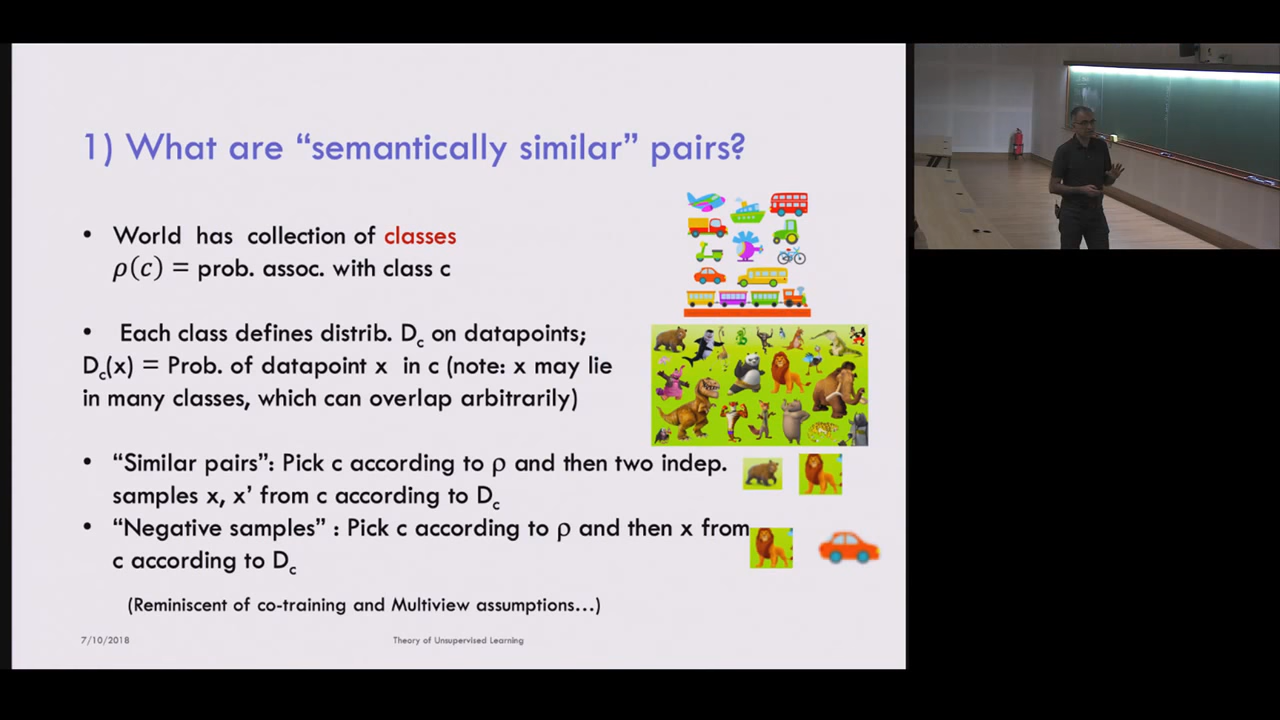 1) What are “semantically similar” pairs?
• World has collection of classes
ρ(c) = prob. assoc. with class c
• Each class defines distrib. Dc on datapoints;
Dc(x) = Prob. of datapoint x in c (note: x may lie
in many classes, which can overlap arbitrarily)
• “Similar pairs”: Pick c according to ρ and then two indep.
samples x, x’ from c according to Dc
• “Negative samples” : Pick c according to ρ and then x from
c according to Dc
(Reminiscent of co-training and Multiview assumptions…)
7/10/2018
Theory of Unsupervised Learning